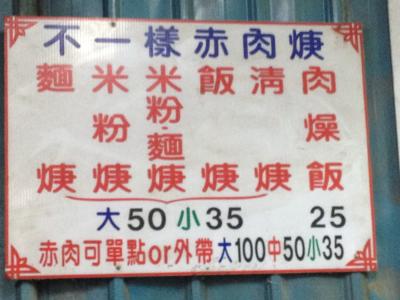 不一樣赤肉焿
肉燥飯
清焿
飯焿
米粉·麵焿
米粉焿
麵焿
大50小35
25
赤肉可單點or外帶大100中50小35